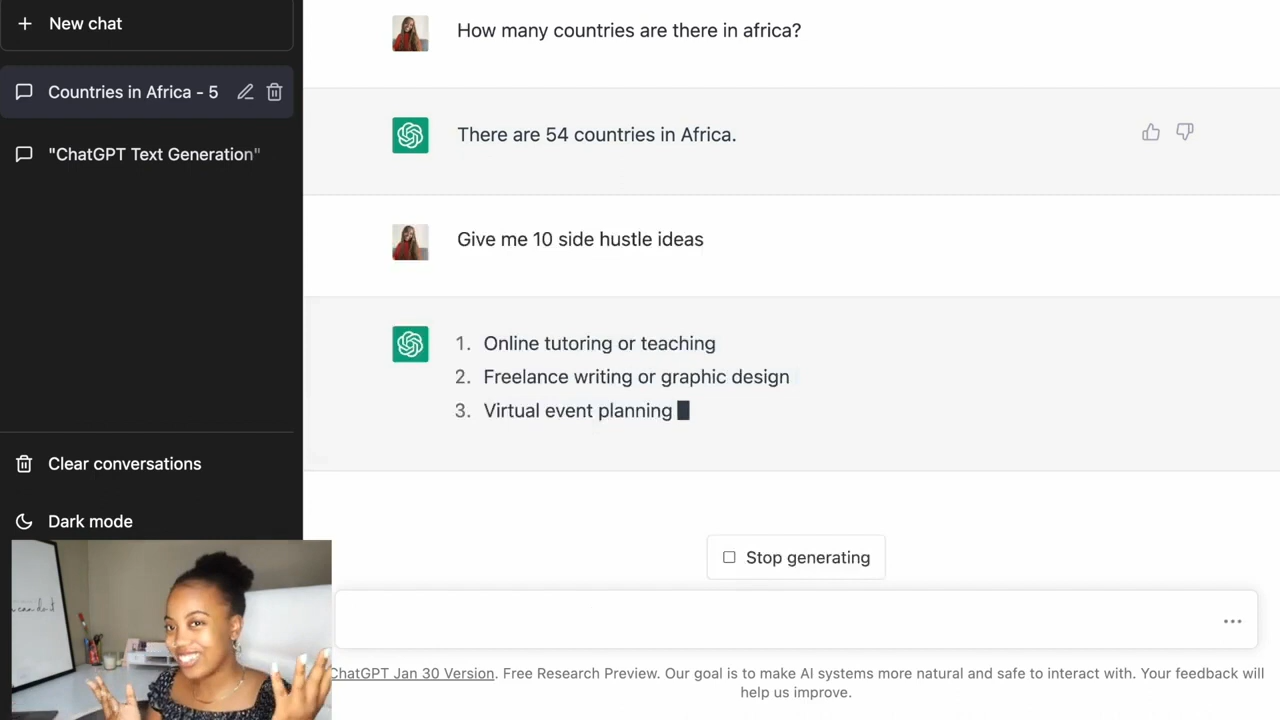 New chat
Countries in Africa - 5
"ChatGPT Text Generation"
Clear conversations
Dark mode
How many countries are there in africa?
There are 54 countries in Africa.
Give me 10 side hustle ideas
1. Online tutoring or teaching
2. Freelance writing or graphic design
3. Virtual event planning
Stop generating
ChatGPT Jan 30 Version. Free Research Preview. Our goal is to make AI systems more natural and safe to interact with. Your feedback will
help us improve.
can do it